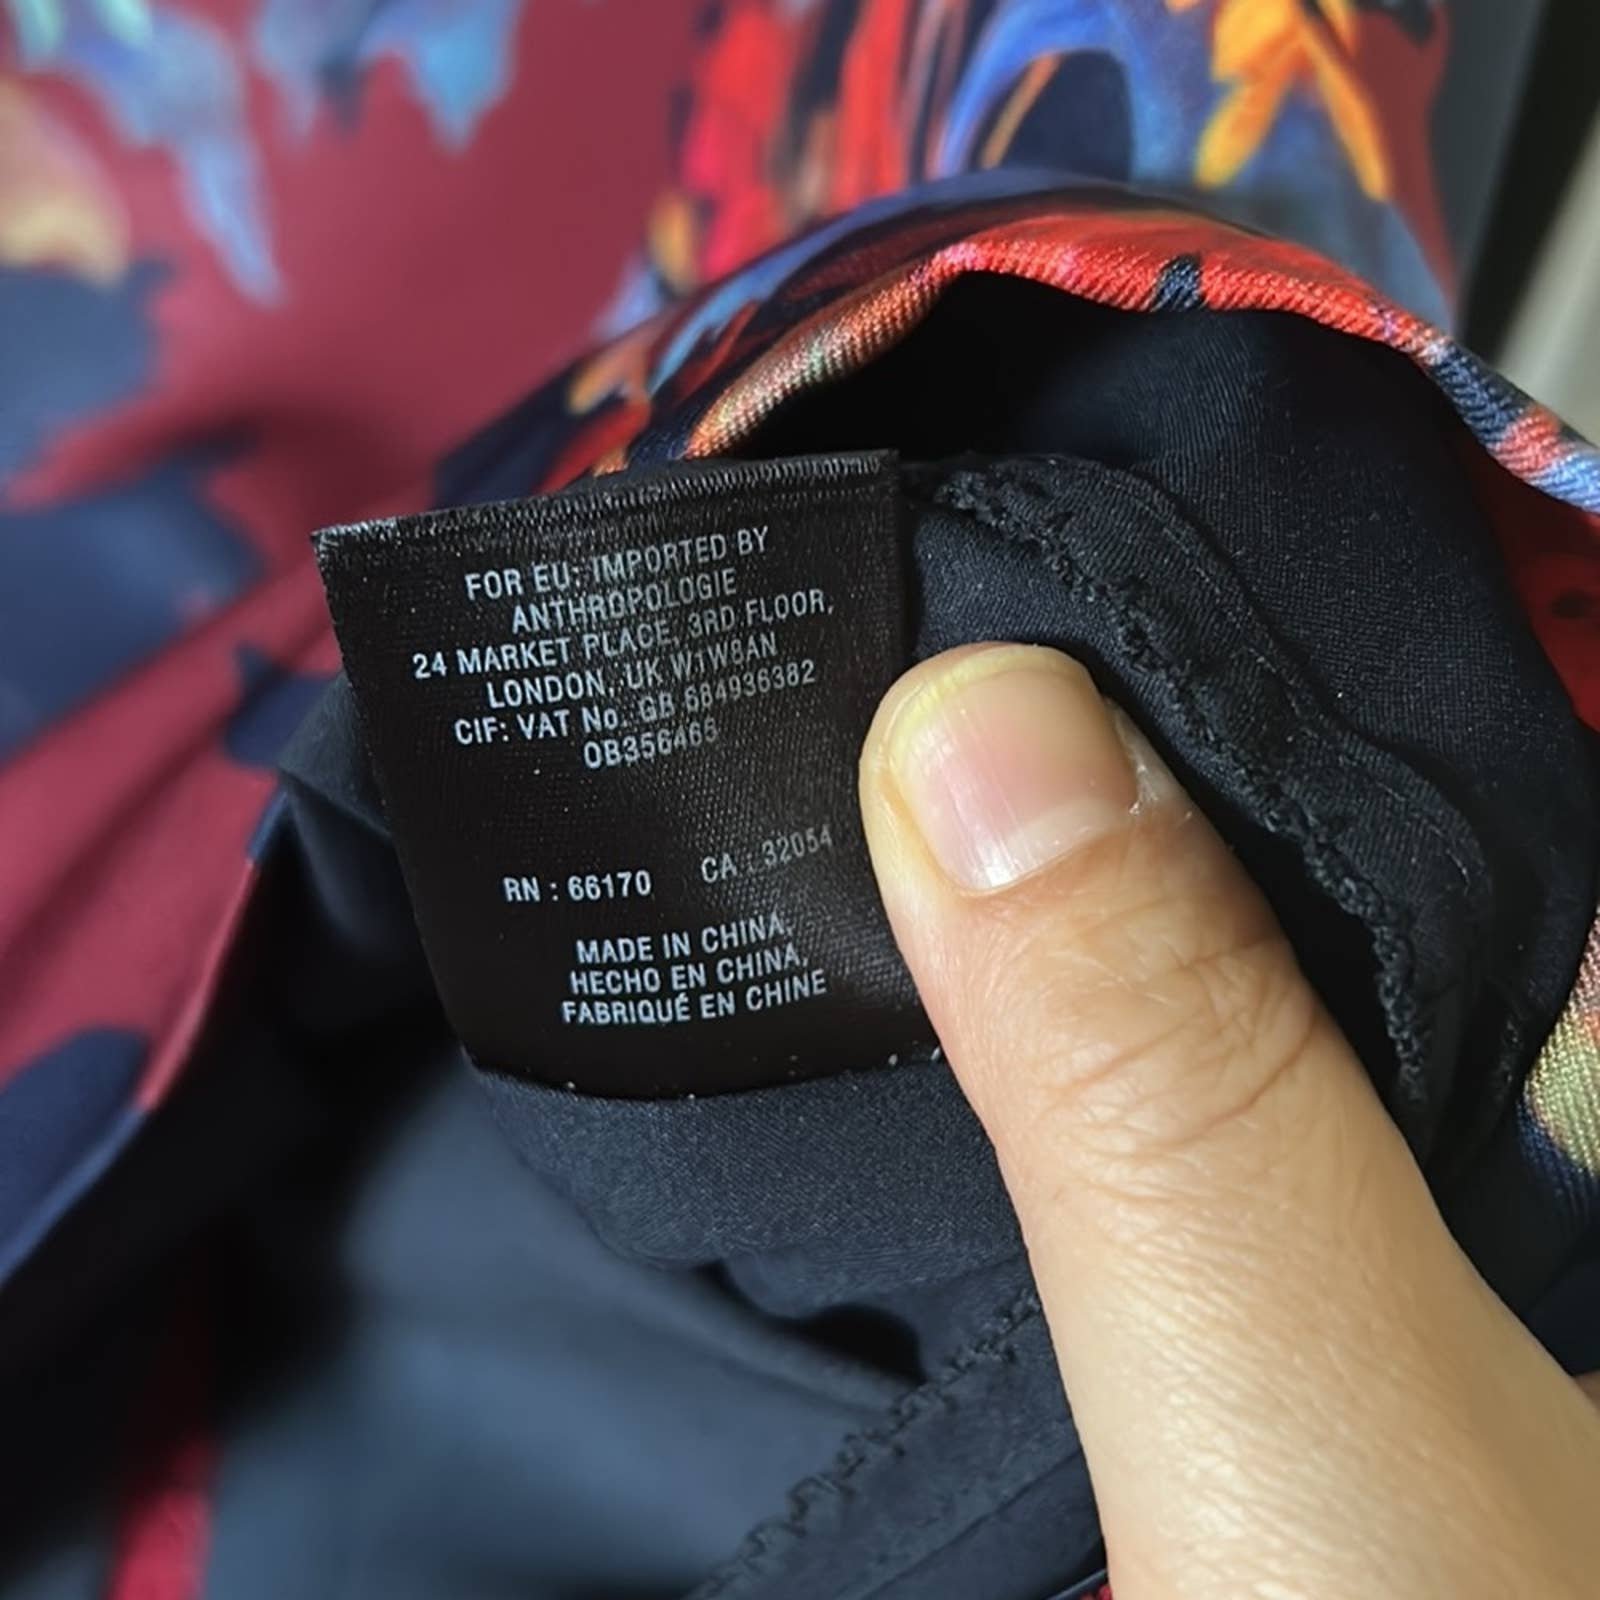 FOR EU: IMPORTED BY
ANTHROPOLOGIE
24 MARKET PLACE, 3RD FLOOR,
LONDON, UK W1W8AN
CIF: VAT No. GB 684936382
OB356468
RN : 66170 CA : 32054
MADE IN CHINA,
HECHO EN CHINA,
FABRIQUÉ EN CHINE